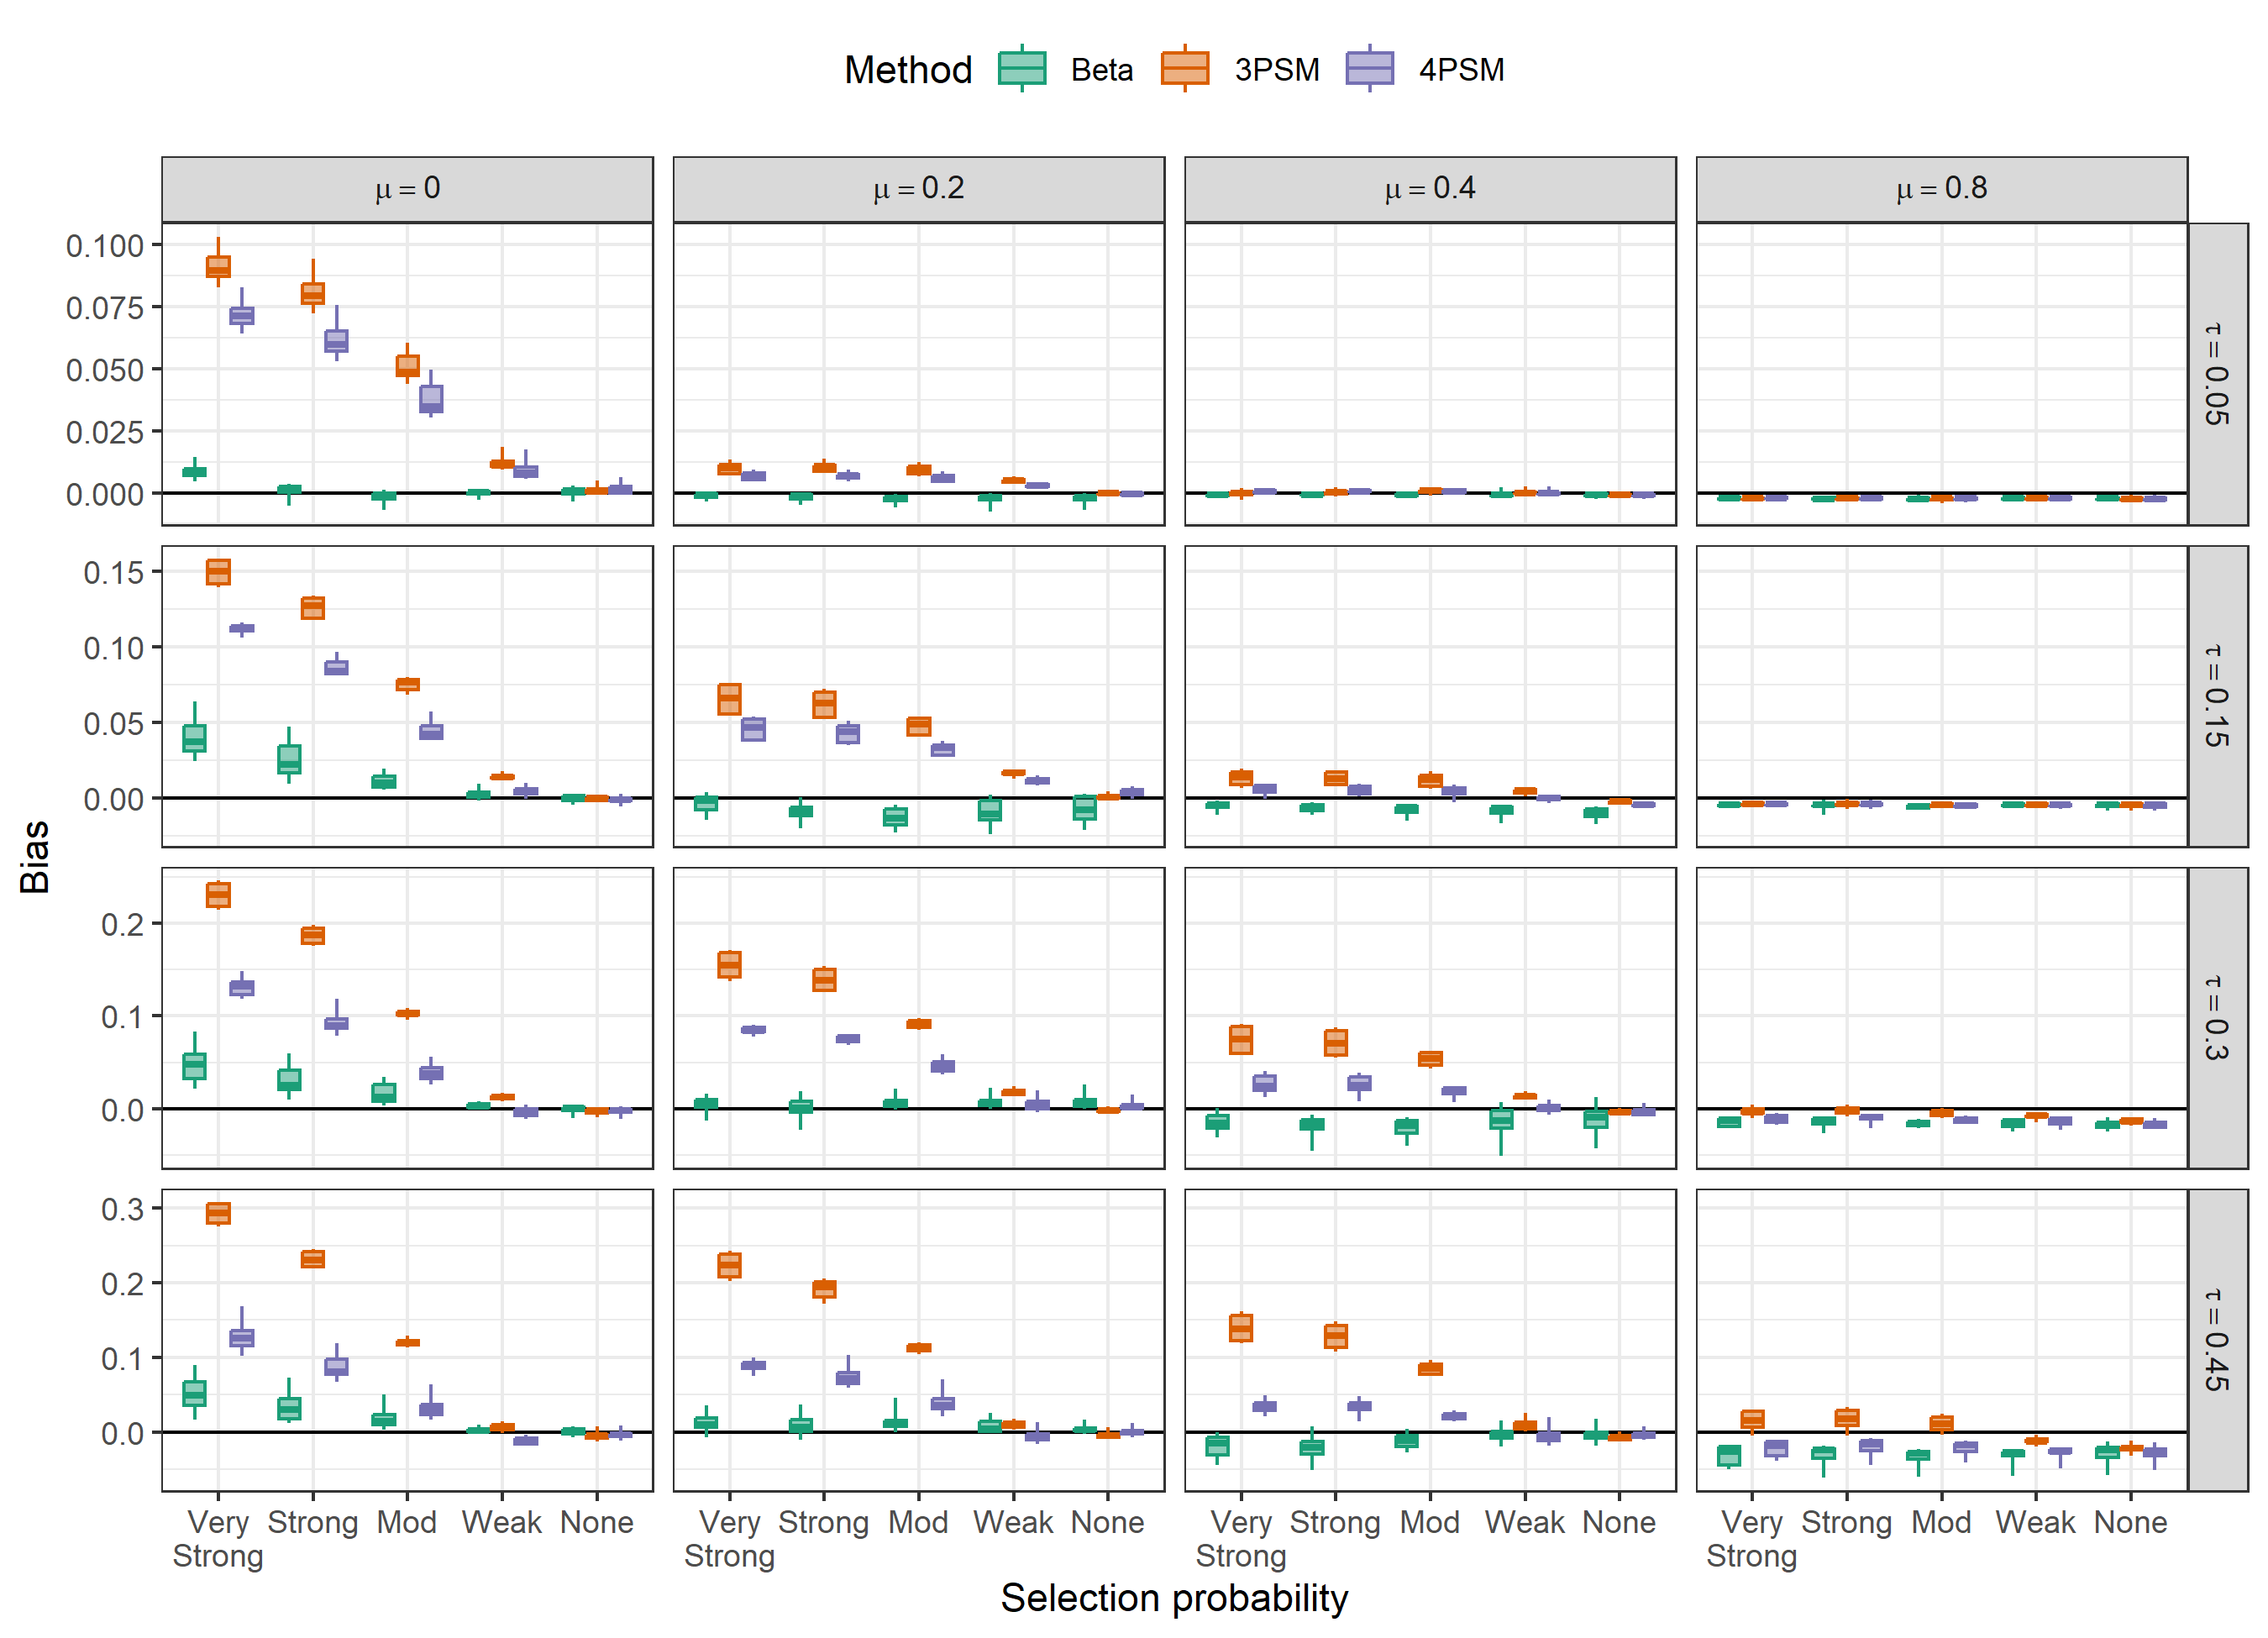 Method Beta 3PSM 4PSM
μ = 0 μ = 0.2 μ = 0.4 μ = 0.8
0.100
0.075
0.050
0.025
0.000
τ = 0.05
0.15
0.10
0.05
0.00
τ = 0.15
Bias
0.2
0.1
0.0
τ = 0.3
0.3
0.2
0.1
0.0
τ = 0.45
Very Strong Mod Weak None Very Strong Mod Weak None Very Strong Mod Weak None Very Strong Mod Weak None
Strong Strong Strong Strong
Selection probability